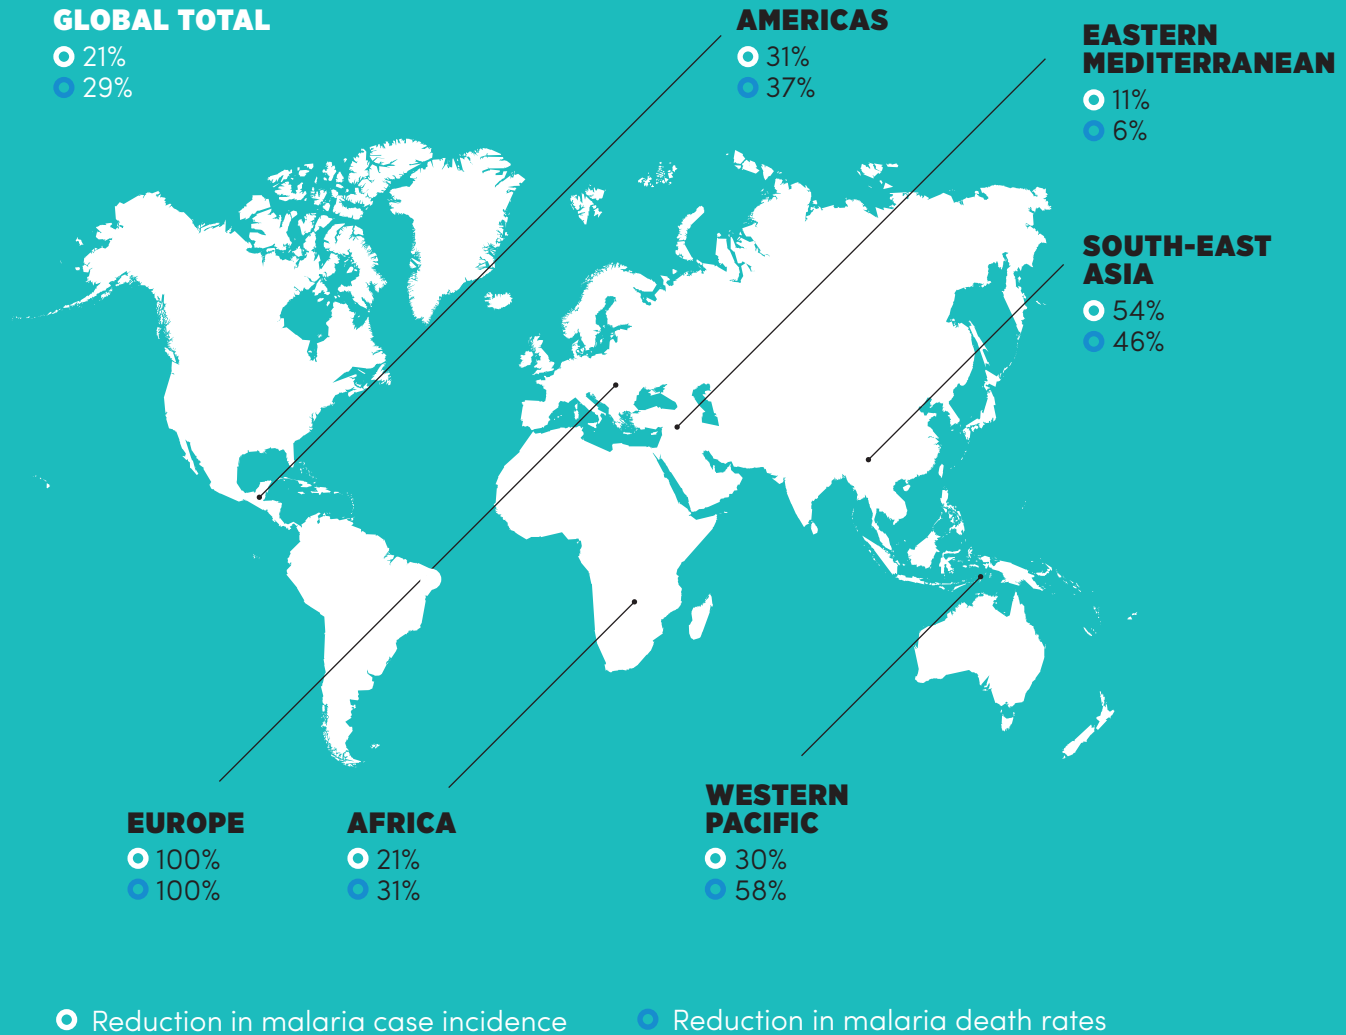 GLOBAL TOTAL
21%
29%
AMERICAS
31%
37%
EASTERN
MEDITERRANEAN
11%
6%
SOUTH-EAST
ASIA
54%
46%
EUROPE
100%
100%
AFRICA
21%
31%
WESTERN
PACIFIC
30%
58%
Reduction in malaria case incidence
Reduction in malaria death rates